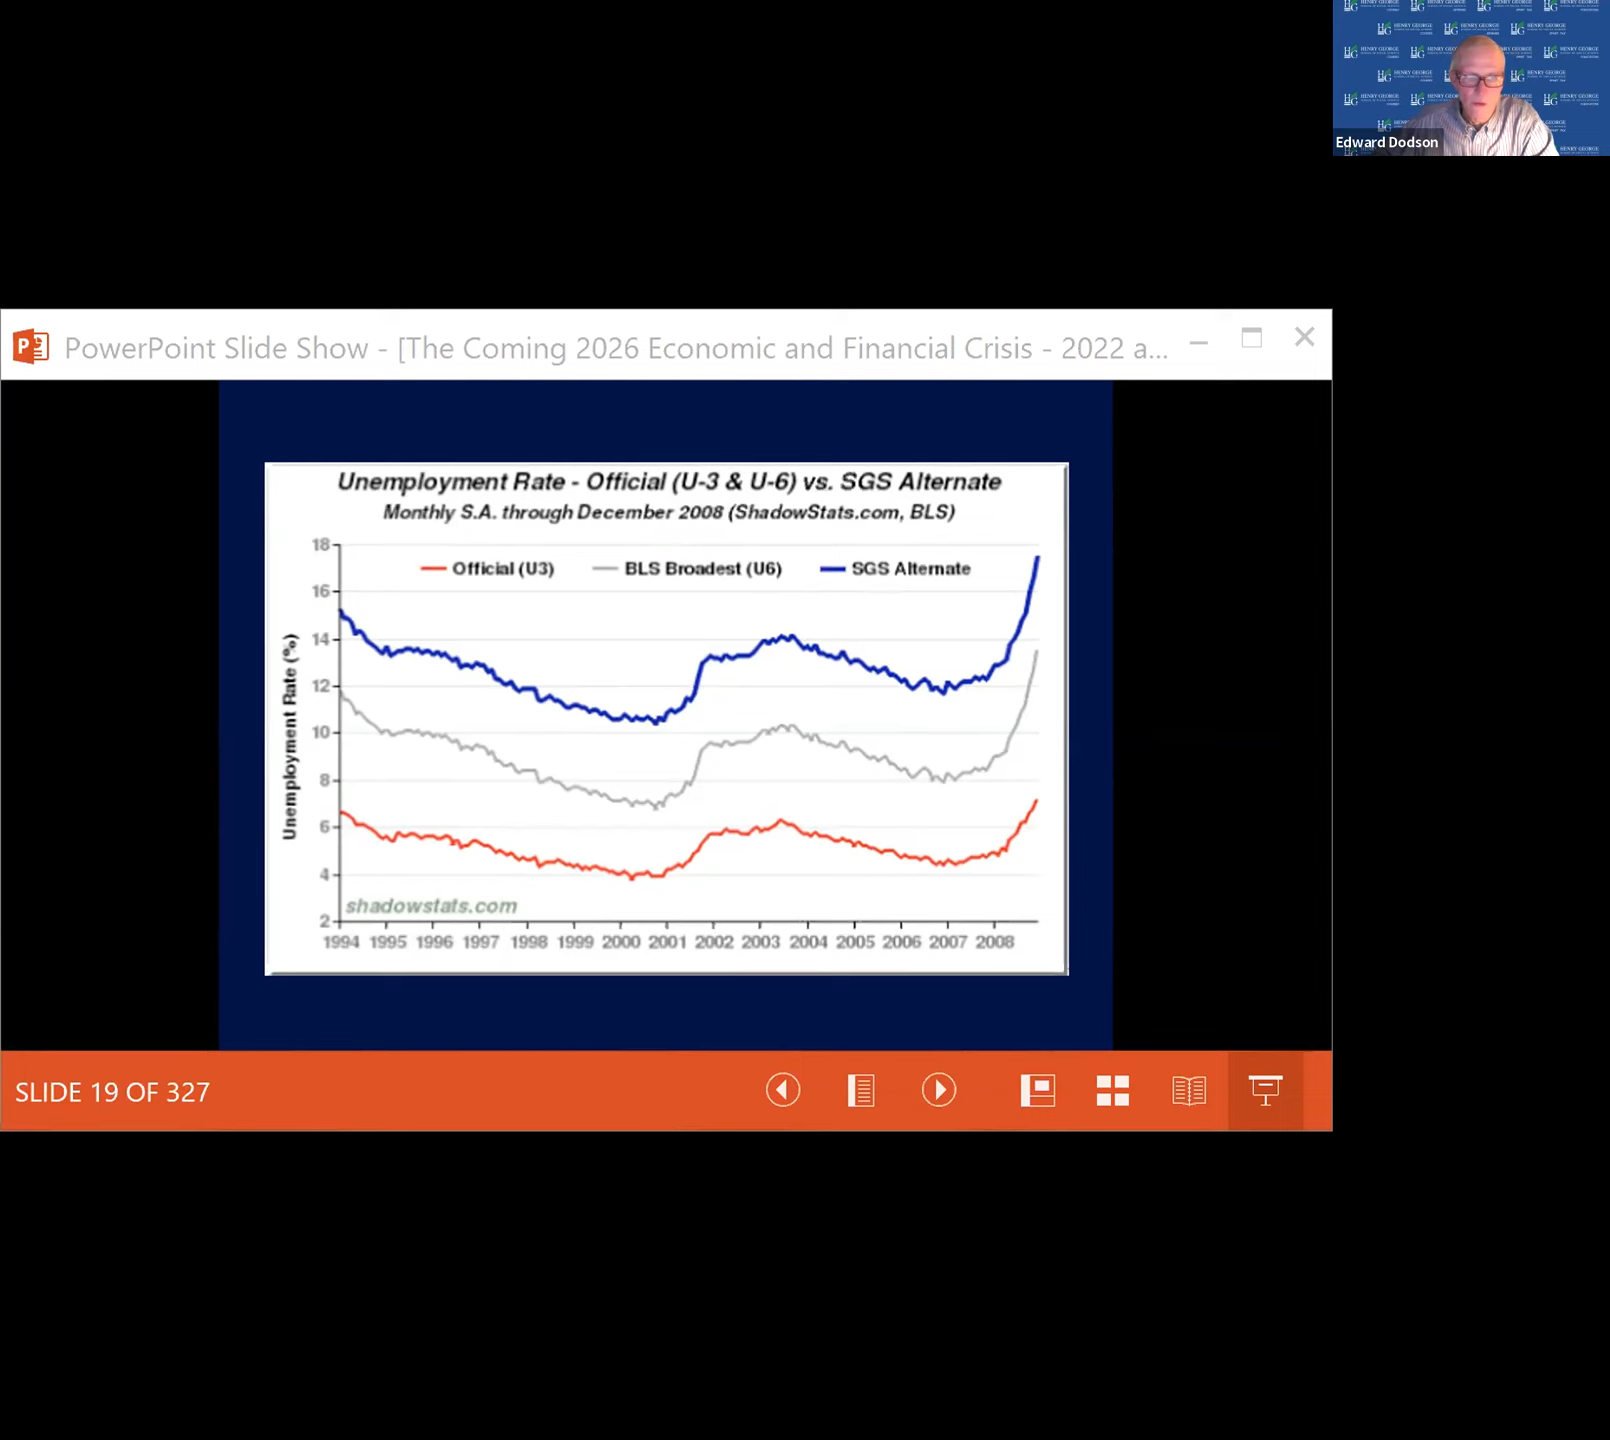 HENRY GEORGE
Edward Dodson
PowerPoint Slide Show - [The Coming 2026 Economic and Financial Crisis - 2022 a...
Unemployment Rate - Official (U-3 & U-6) vs. SGS Alternate
Monthly S.A. through December 2008 (ShadowStats.com, BLS)
Official (U3) BLS Broadest (U6) SGS Alternate
Unemployment Rate (%)
18
16
14
12
10
8
6
4
2
shadowstats.com
1994 1995 1996 1997 1998 1999 2000 2001 2002 2003 2004 2005 2006 2007 2008
SLIDE 19 OF 327